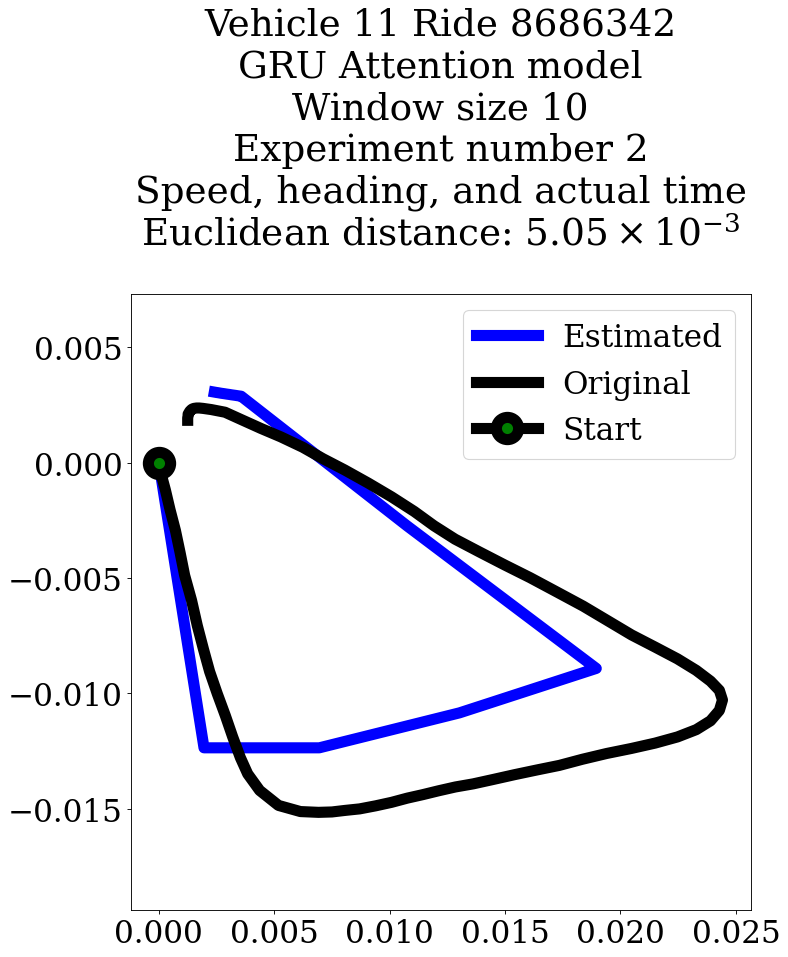 Vehicle 11 Ride 8686342
GRU Attention model
Window size 10
Experiment number 2
Speed, heading, and actual time
Euclidean distance: 5.05 × 10⁻³
Estimated
Original
Start
0.005
0.000
−0.005
−0.010
−0.015
0.000 0.005 0.010 0.015 0.020 0.025